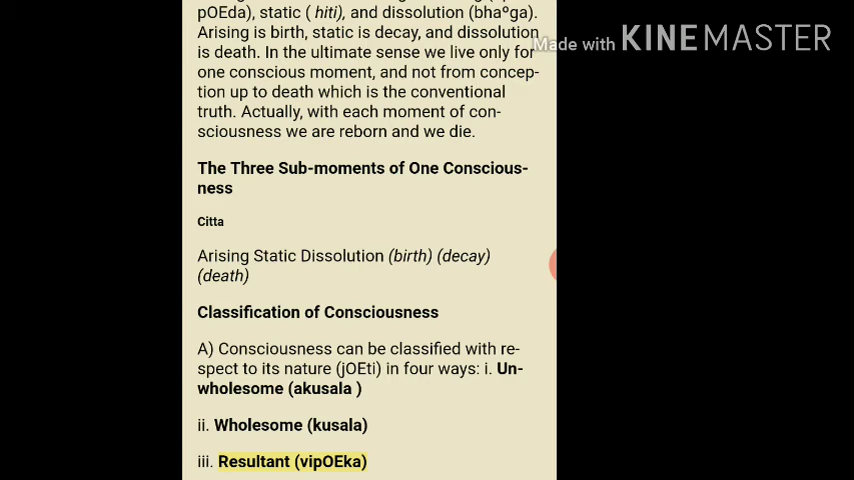 pOEda), static ( hiti), and dissolution (bhaºga).
Arising is birth, static is decay, and dissolution
is death. In the ultimate sense we live only for
one conscious moment, and not from concep-
tion up to death which is the conventional
truth. Actually, with each moment of con-
sciousness we are reborn and we die.
The Three Sub-moments of One Conscious-
ness
Citta
Arising Static Dissolution (birth) (decay)
(death)
Classification of Consciousness
A) Consciousness can be classified with re-
spect to its nature (jOEti) in four ways: i. Un-
wholesome (akusala )
ii. Wholesome (kusala)
iii. Resultant (vipOEka)
Made with KINEMASTER